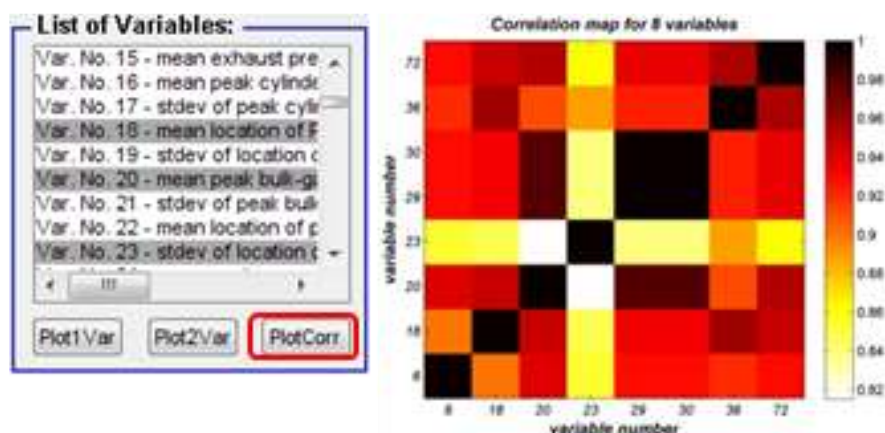 List of Variables:
Var. No. 15 - mean exhaust pre
Var. No. 16 - mean peak cylinde
Var. No. 17 - stdev of peak cylir
Var. No. 18 - mean location of F
Var. No. 19 - stdev of location c
Var. No. 20 - mean peak bulk-ga
Var. No. 21 - stdev of peak bulk
Var. No. 22 - mean location of p
Var. No. 23 - stdev of location c
Plot1Var
Plot2Var
PlotCorr
Correlation map for 8 variables
variable number
72
36
30
29
23
20
18
8
8 18 20 23 29 30 36 72
variable number
1
0.98
0.96
0.94
0.92
0.9
0.88
0.86
0.84
0.82